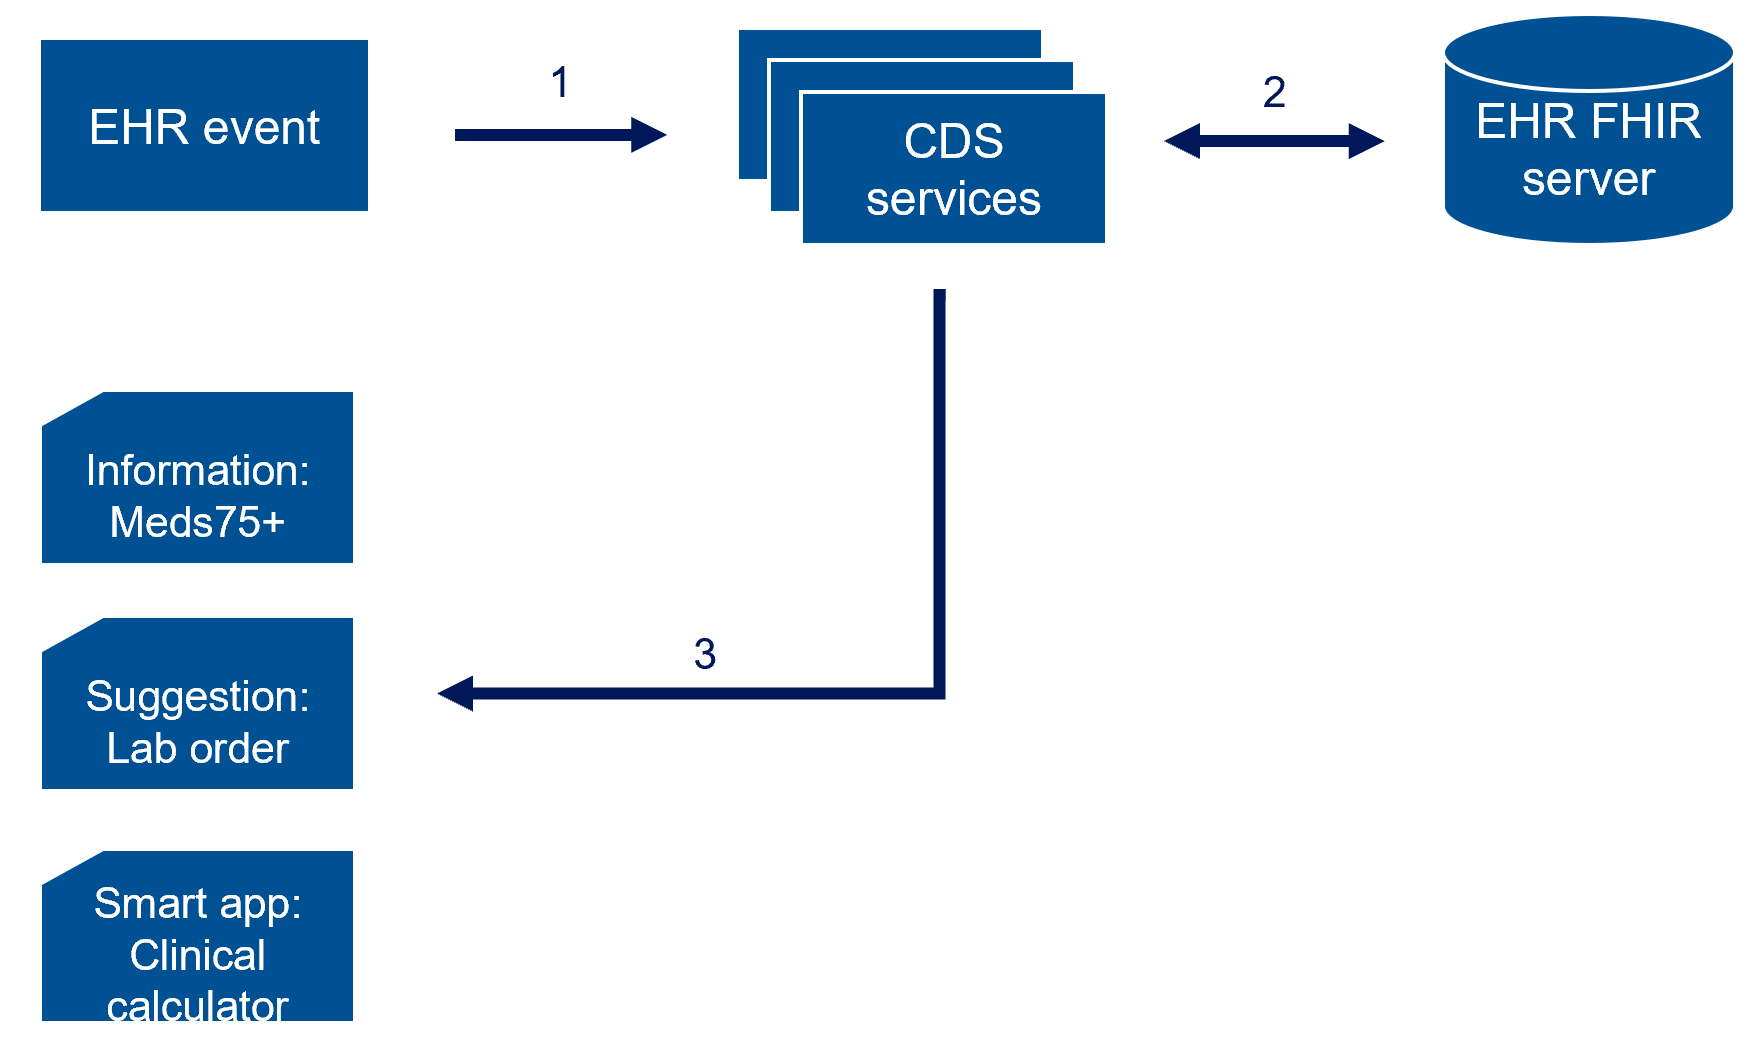 EHR event
1
CDS
services
2
EHR FHIR
server
Information:
Meds75+
3
Suggestion:
Lab order
Smart app:
Clinical
calculator